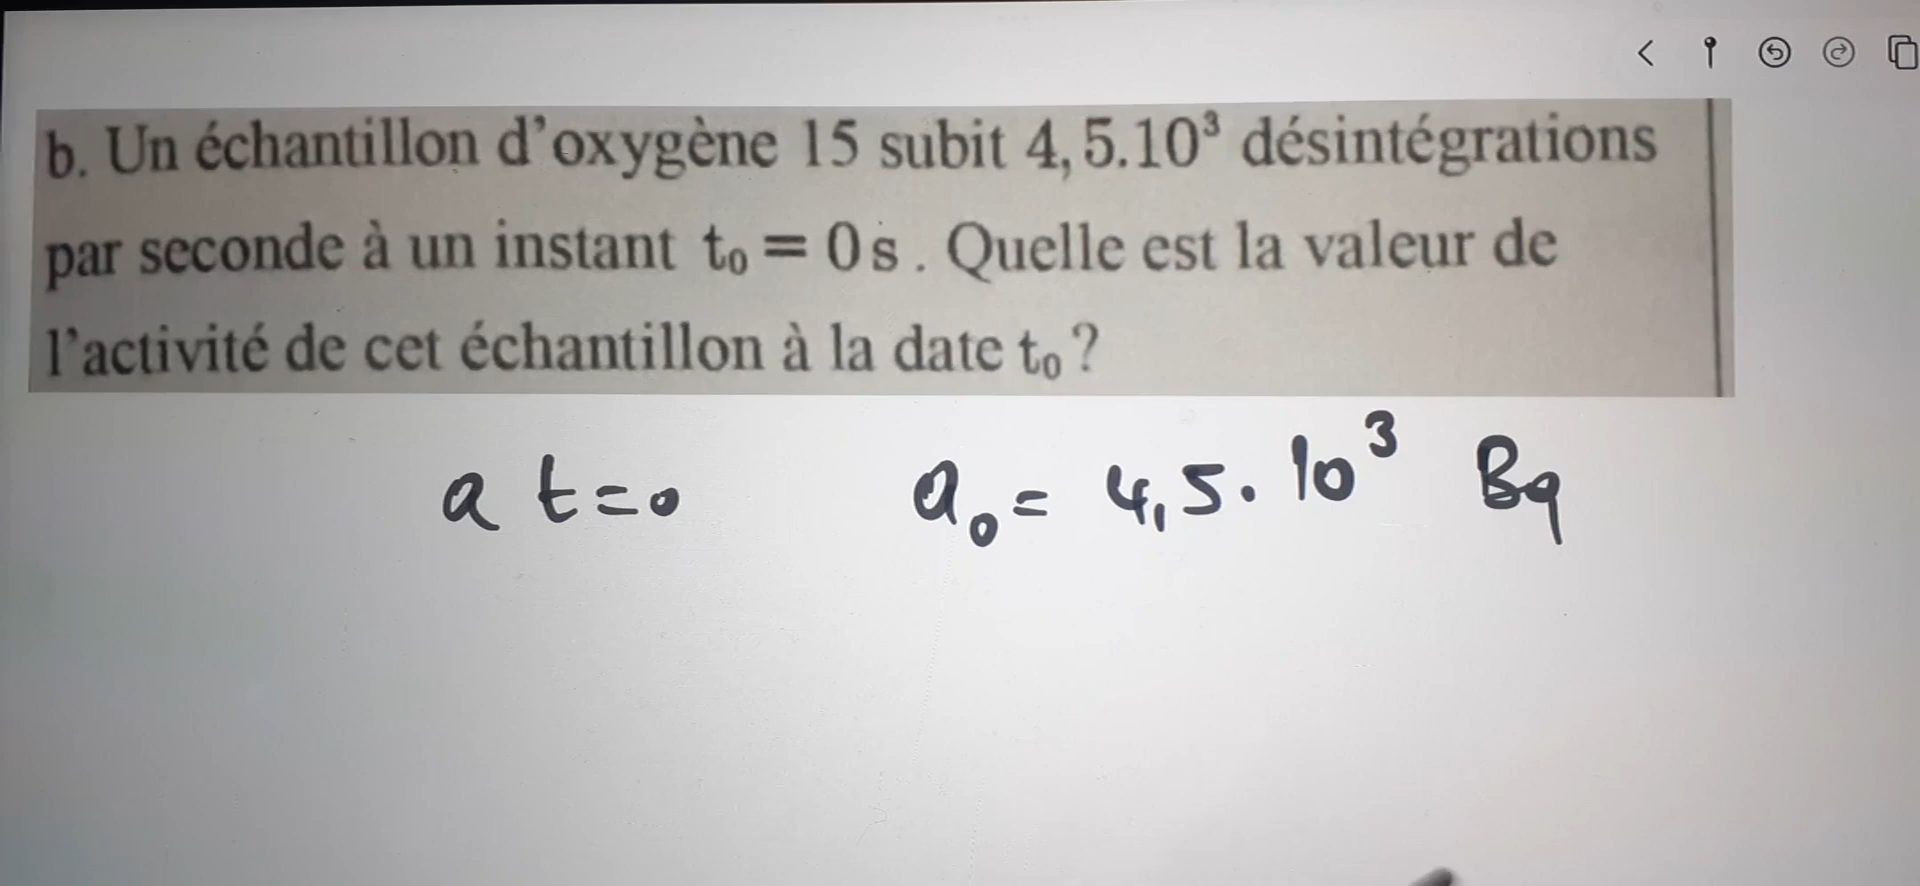 b. Un échantillon d'oxygène 15 subit 4,5.10³ désintégrations
par seconde à un instant t₀ = 0s. Quelle est la valeur de
l'activité de cet échantillon à la date t₀ ?
a t=0 a₀ = 4,5. 10³ Bq